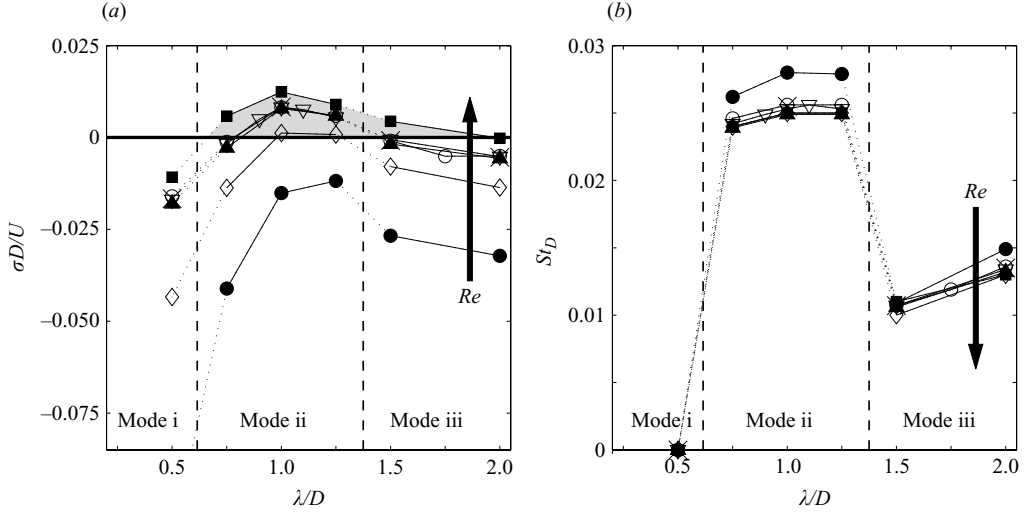 (a)
0.025
0
−0.025
−0.050
−0.075
σD/U
Mode i
Mode ii
Mode iii
Re
0.5
1.0
1.5
2.0
λ/D
(b)
0.03
0.02
0.01
0
St_D
Mode i
Mode ii
Mode iii
Re
0.5
1.0
1.5
2.0
λ/D